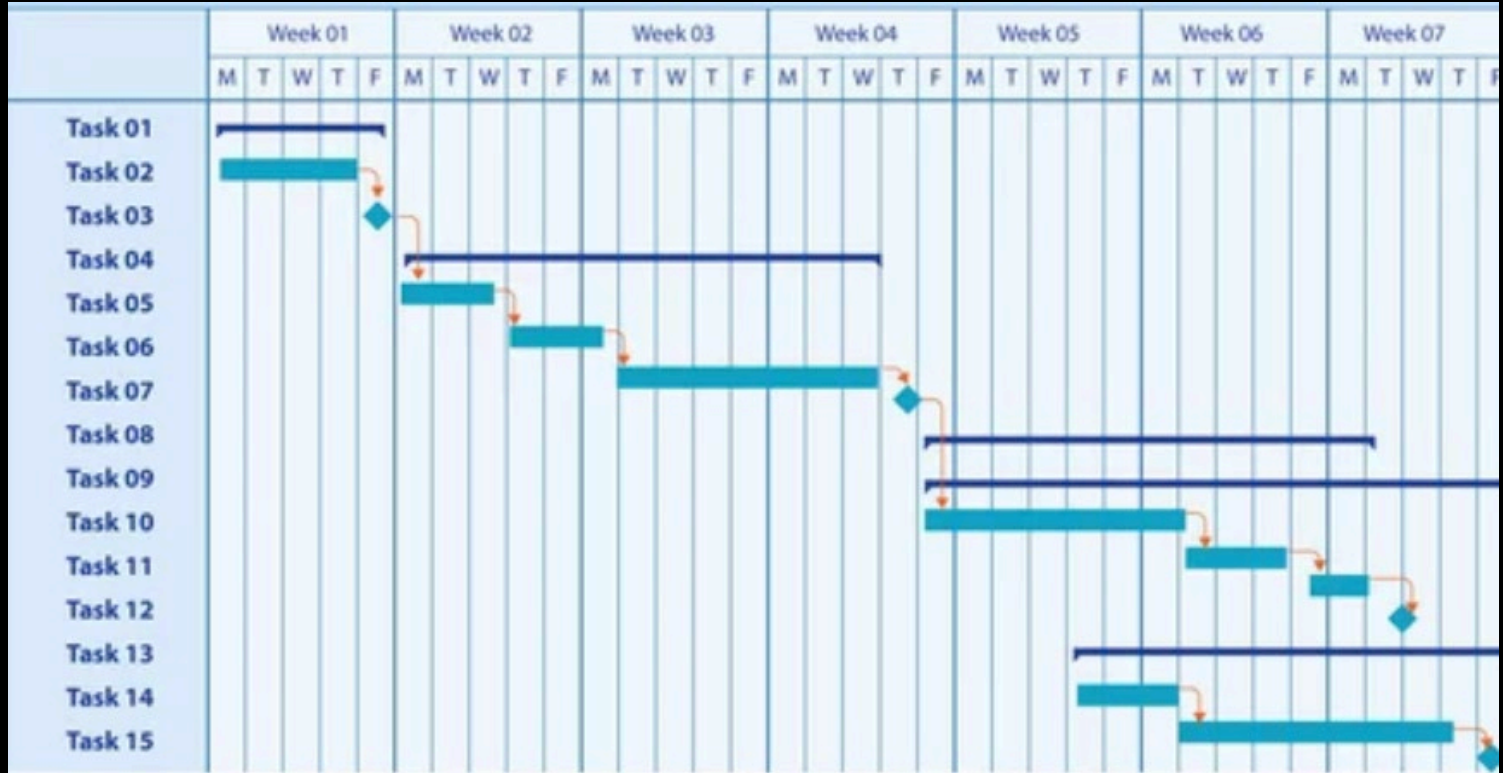 Week 01 Week 02 Week 03 Week 04 Week 05 Week 06 Week 07
M T W T F M T W T F M T W T F M T W T F M T W T F M T W T F M T W T F
Task 01
Task 02
Task 03
Task 04
Task 05
Task 06
Task 07
Task 08
Task 09
Task 10
Task 11
Task 12
Task 13
Task 14
Task 15